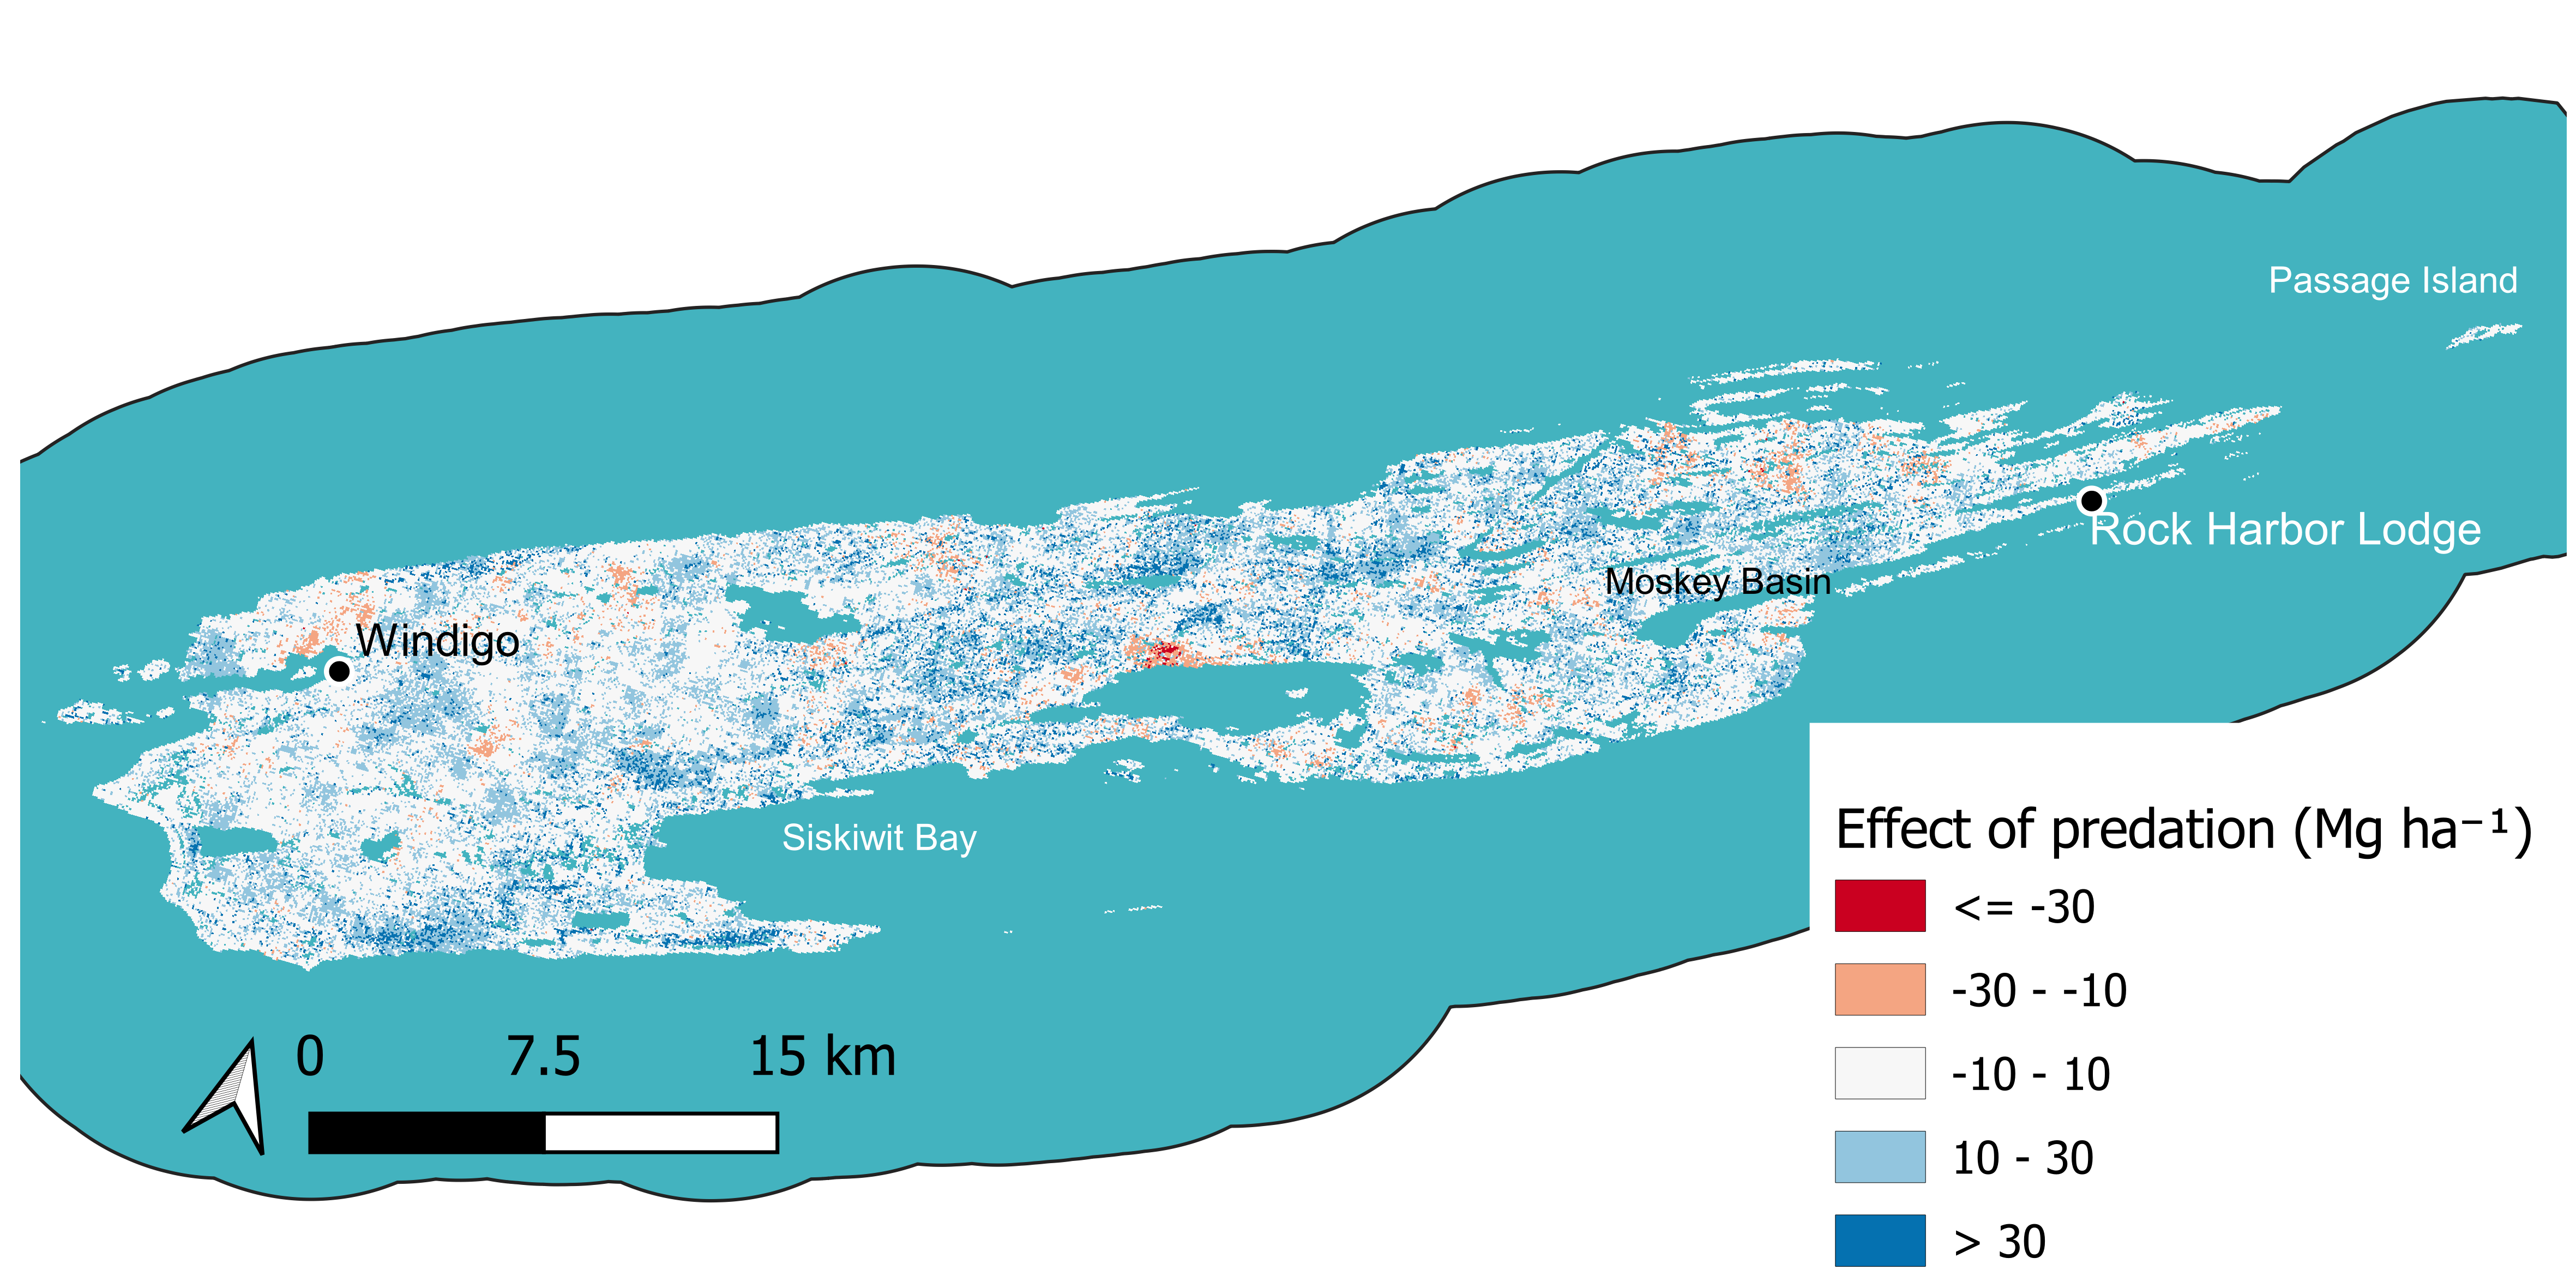 Passage Island
Rock Harbor Lodge
Moskey Basin
Windigo
Siskiwit Bay
0 7.5 15 km
Effect of predation (Mg ha⁻¹)
<= -30
-30 - -10
-10 - 10
10 - 30
> 30